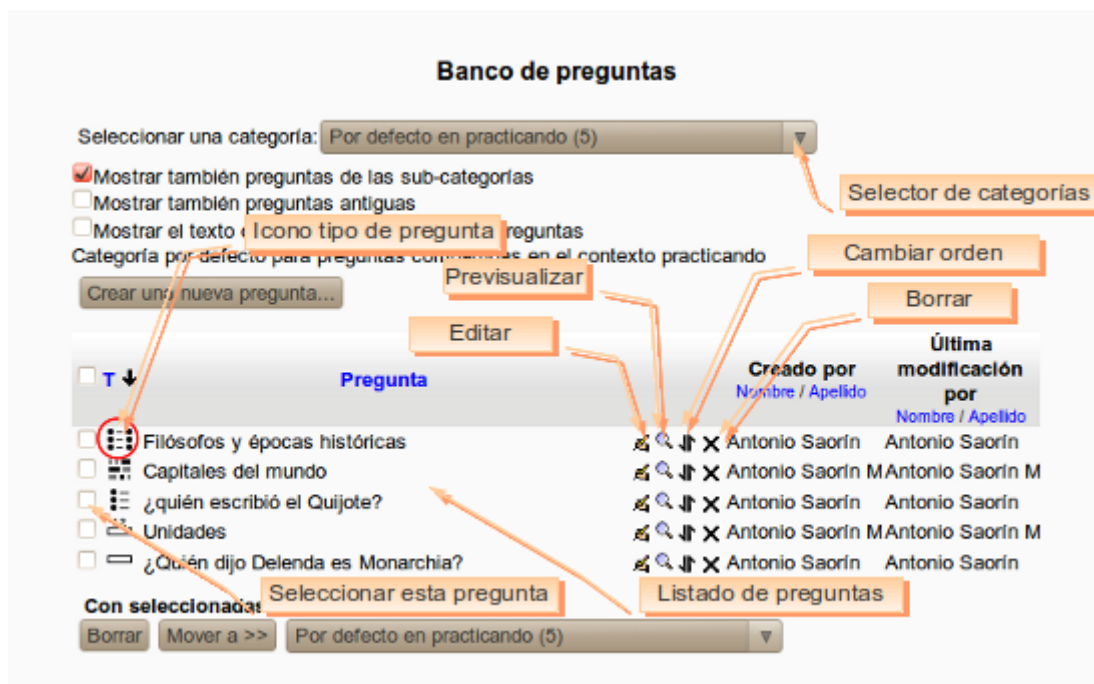 Banco de preguntas
Seleccionar una categoría: Por defecto en practicando (5)
Mostrar también preguntas de las sub-categorías
Selector de categorías
Mostrar también preguntas antiguas
Mostrar el texto Icono tipo de pregunta reguntas
Cambiar orden
Categoría por defecto para preguntas en el contexto practicando
Previsualizar
Crear una nueva pregunta...
Borrar
Editar
T Pregunta Creado por Última modificación por
Nombre / Apellido Nombre / Apellido
Filósofos y épocas históricas Antonio Saorín Antonio Saorín
Capitales del mundo Antonio Saorín M Antonio Saorín M
¿quién escribió el Quijote? Antonio Saorín Antonio Saorín
Unidades Antonio Saorín M Antonio Saorín M
¿Quién dijo Delenda es Monarchia? Antonio Saorín Antonio Saorín
Seleccionar esta pregunta Listado de preguntas
Con seleccionadas
Borrar Mover a >> Por defecto en practicando (5)